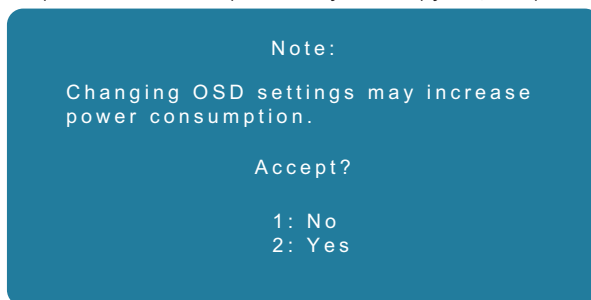 Note:
Changing OSD settings may increase
power consumption.
Accept?
1: No
2: Yes